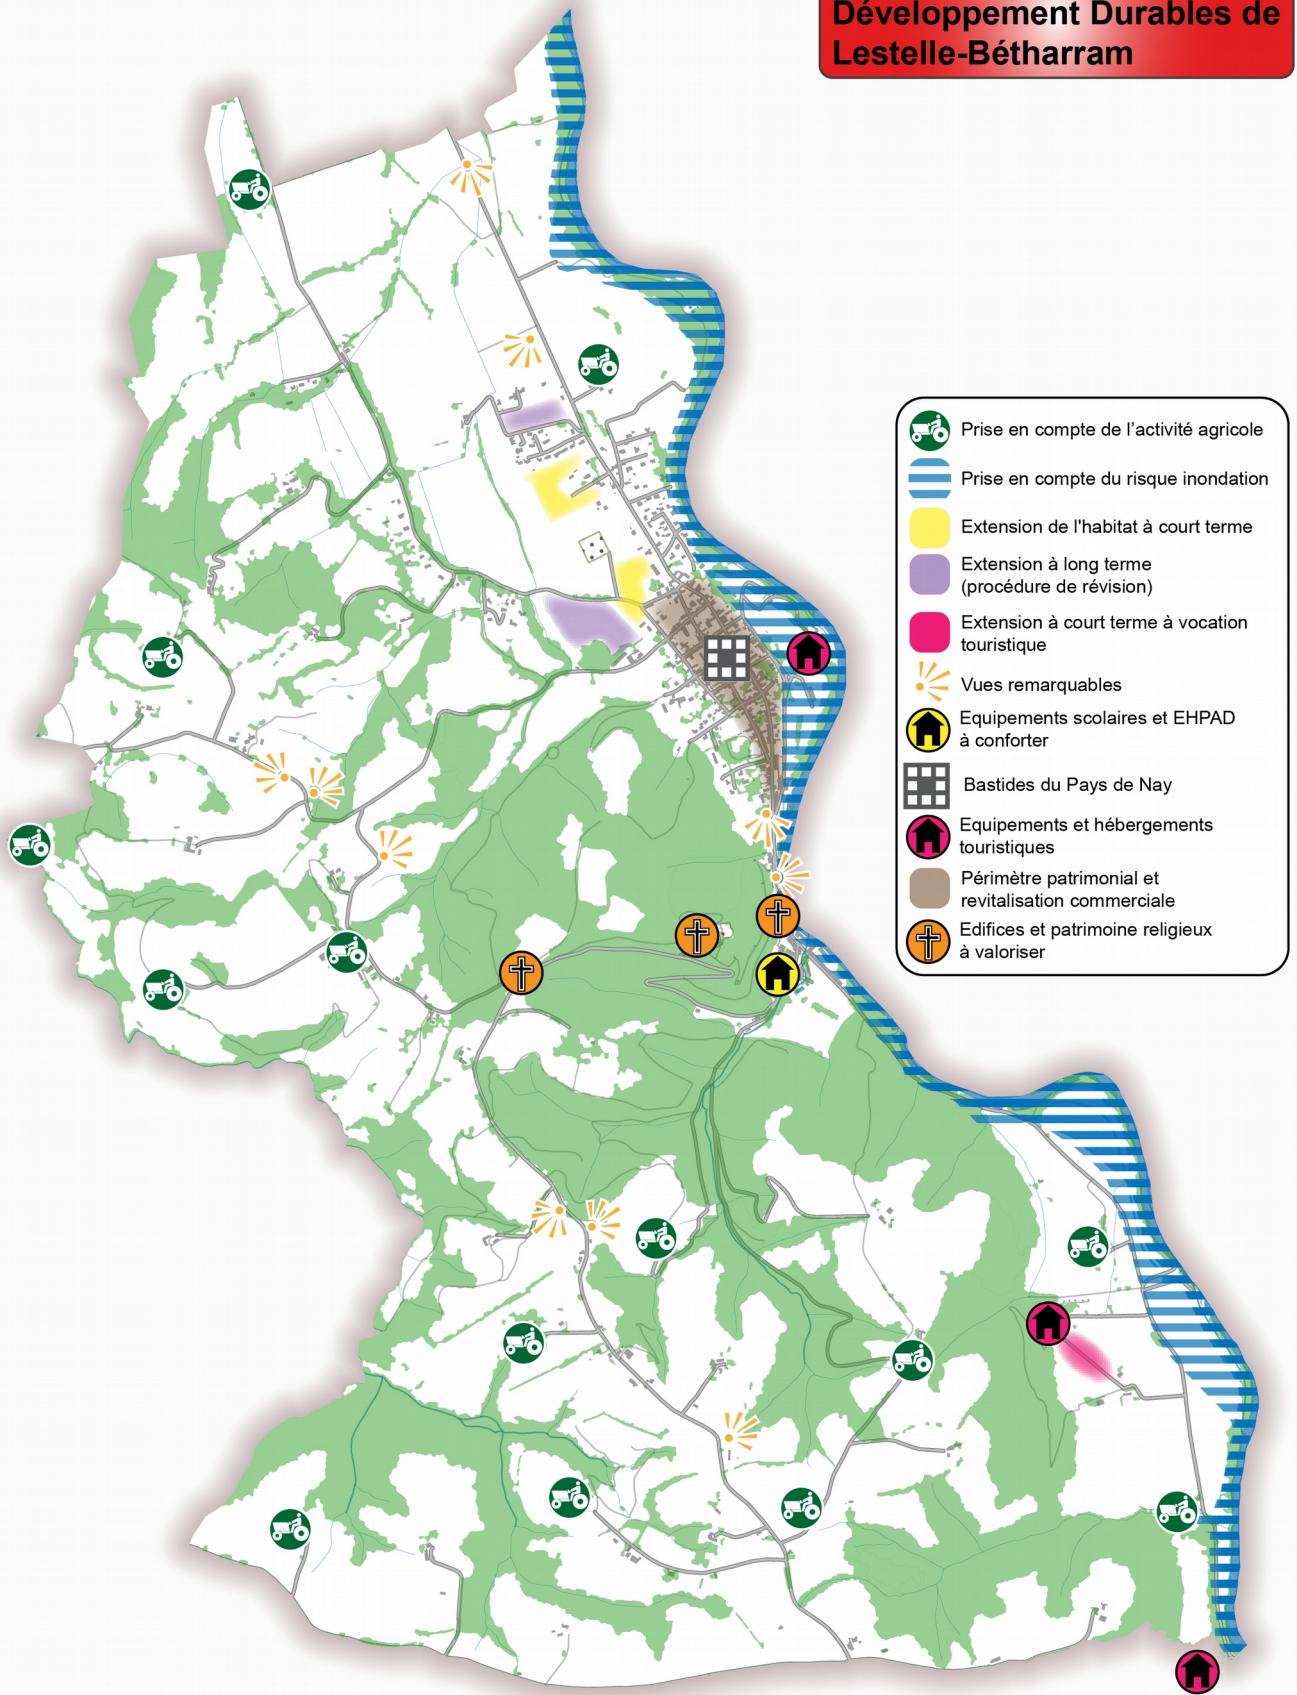 Développement Durables de
Lestelle-Bétharram
Prise en compte de l'activité agricole
Prise en compte du risque inondation
Extension de l'habitat à court terme
Extension à long terme
(procédure de révision)
Extension à court terme à vocation
touristique
Vues remarquables
Equipements scolaires et EHPAD
à conforter
Bastides du Pays de Nay
Equipements et hébergements
touristiques
Périmètre patrimonial et
revitalisation commerciale
Edifices et patrimoine religieux
à valoriser